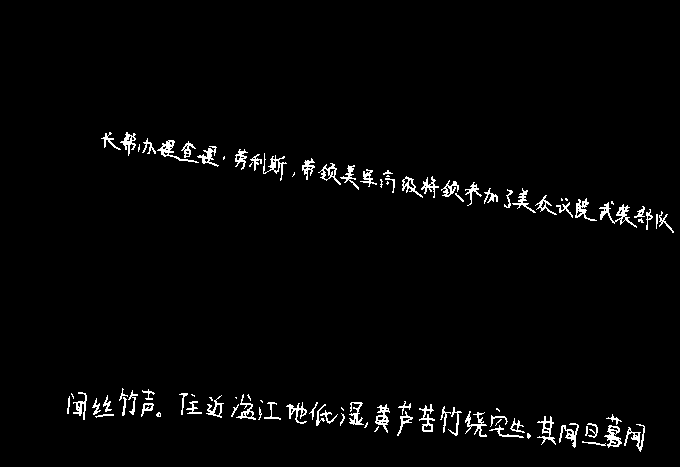 长帮办理查理·劳利斯,带领美军高级将领参加了美众议院武装部队
闻丝竹声。住近湓江地低湿,黄芦苦竹绕宅生。其间旦暮闻